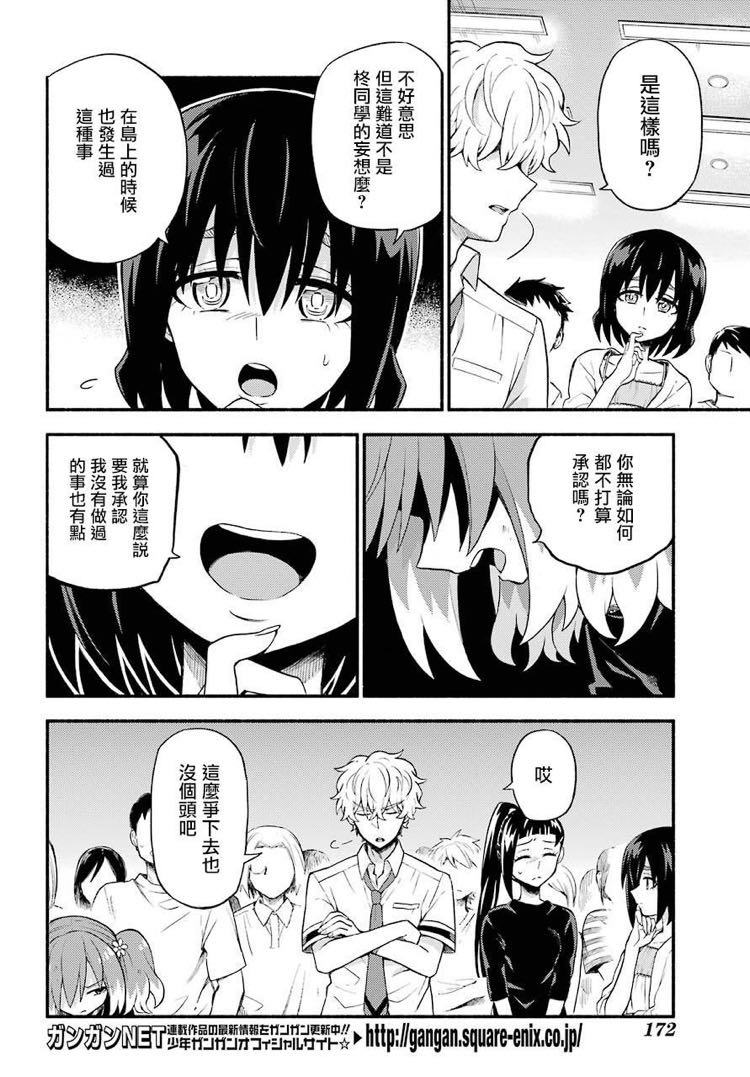 是這樣嗎？
不好意思
但這難道不是
柊同學的妄想麼？
在島上的時候
也發生過
這種事
你無論如何
都不打算
承認嗎？
就算你這麼說
要我承認
我沒有做過
的事也有點
哎
這麼爭下去也
沒個頭吧
172
ガンガンNET
連載作品の最新情報をガンガン更新中!!
少年ガンガンオフィシャルサイト☆
▶http://gangan.square-enix.co.jp/